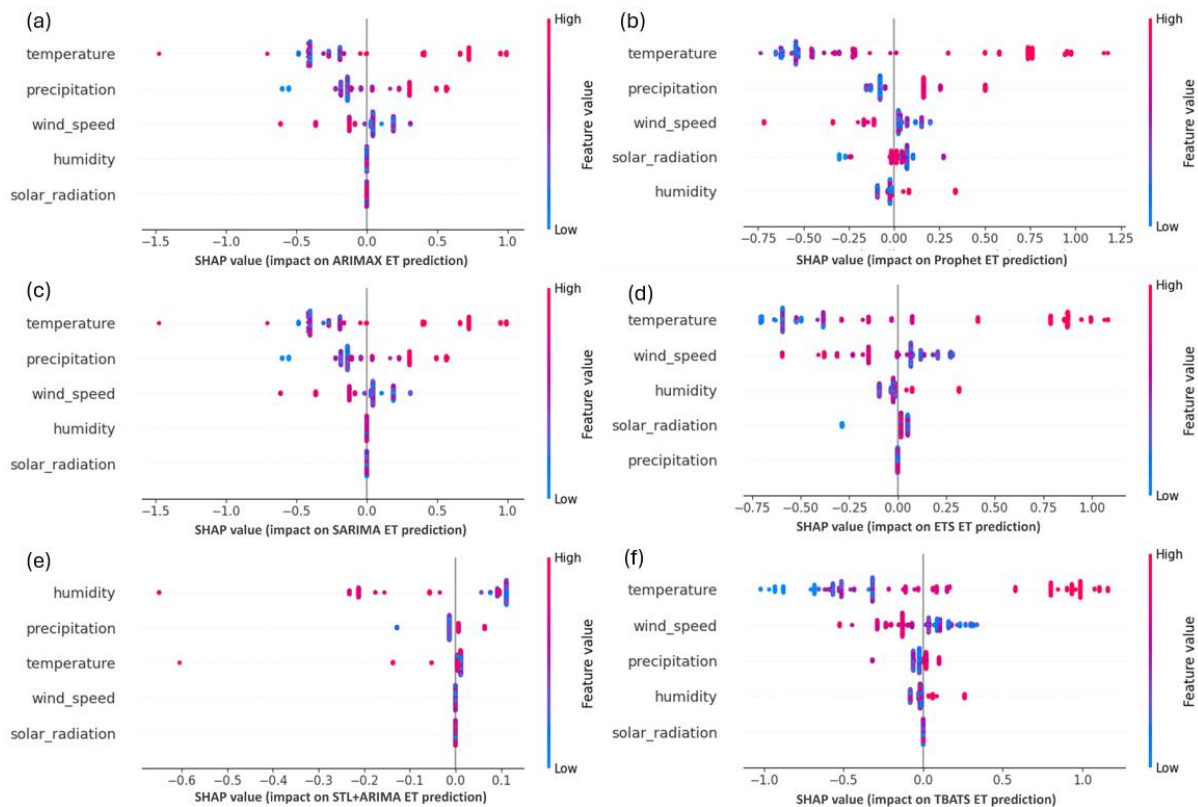 (a)
High
temperature
precipitation
wind_speed
humidity
solar_radiation
Low
Feature value
−1.5 −1.0 −0.5 0.0 0.5 1.0
SHAP value (impact on ARIMAX ET prediction)
(b)
High
temperature
precipitation
wind_speed
solar_radiation
humidity
Low
Feature value
−0.75 −0.50 −0.25 0.00 0.25 0.50 0.75 1.00 1.25
SHAP value (impact on Prophet ET prediction)
(c)
High
temperature
precipitation
wind_speed
humidity
solar_radiation
Low
Feature value
−1.5 −1.0 −0.5 0.0 0.5 1.0
SHAP value (impact on SARIMA ET prediction)
(d)
High
temperature
wind_speed
humidity
solar_radiation
precipitation
Low
Feature value
−0.75 −0.50 −0.25 0.00 0.25 0.50 0.75 1.00
SHAP value (impact on ETS ET prediction)
(e)
High
humidity
precipitation
temperature
wind_speed
solar_radiation
Low
Feature value
−0.6 −0.5 −0.4 −0.3 −0.2 −0.1 0.0 0.1
SHAP value (impact on STL+ARIMA ET prediction)
(f)
High
temperature
wind_speed
precipitation
humidity
solar_radiation
Low
Feature value
−1.0 −0.5 0.0 0.5 1.0
SHAP value (impact on TBATS ET prediction)